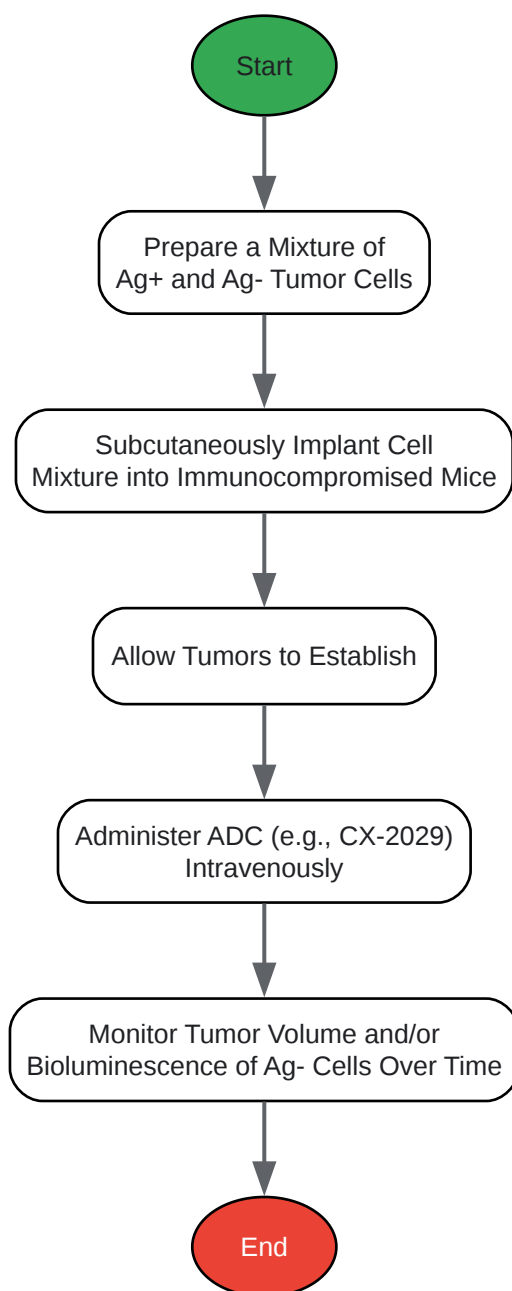 Start
Prepare a Mixture of
Ag+ and Ag- Tumor Cells
Subcutaneously Implant Cell
Mixture into Immunocompromised Mice
Allow Tumors to Establish
Administer ADC (e.g., CX-2029)
Intravenously
Monitor Tumor Volume and/or
Bioluminescence of Ag- Cells Over Time
End